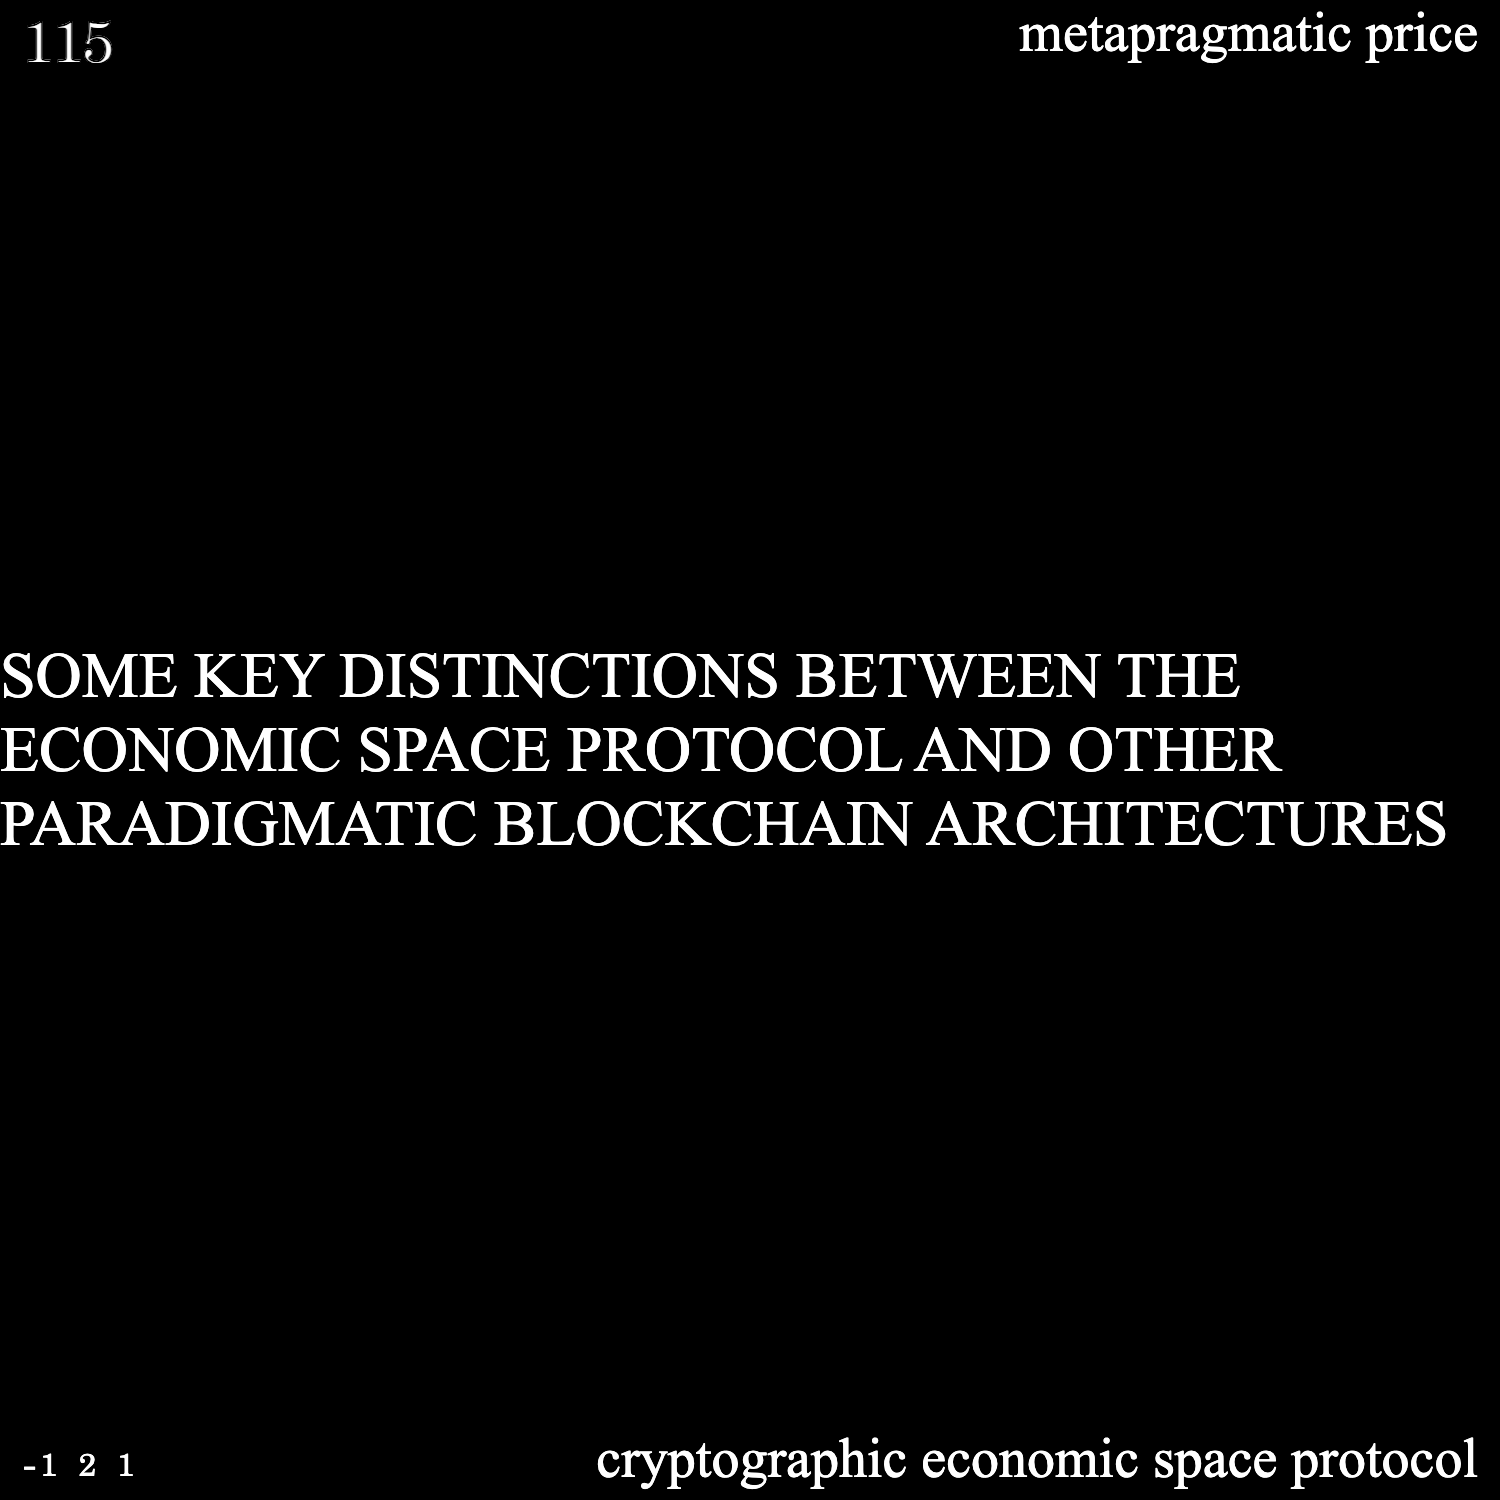 115
metapragmatic price
SOME KEY DISTINCTIONS BETWEEN THE
ECONOMIC SPACE PROTOCOL AND OTHER
PARADIGMATIC BLOCKCHAIN ARCHITECTURES
-1 2 1
cryptographic economic space protocol